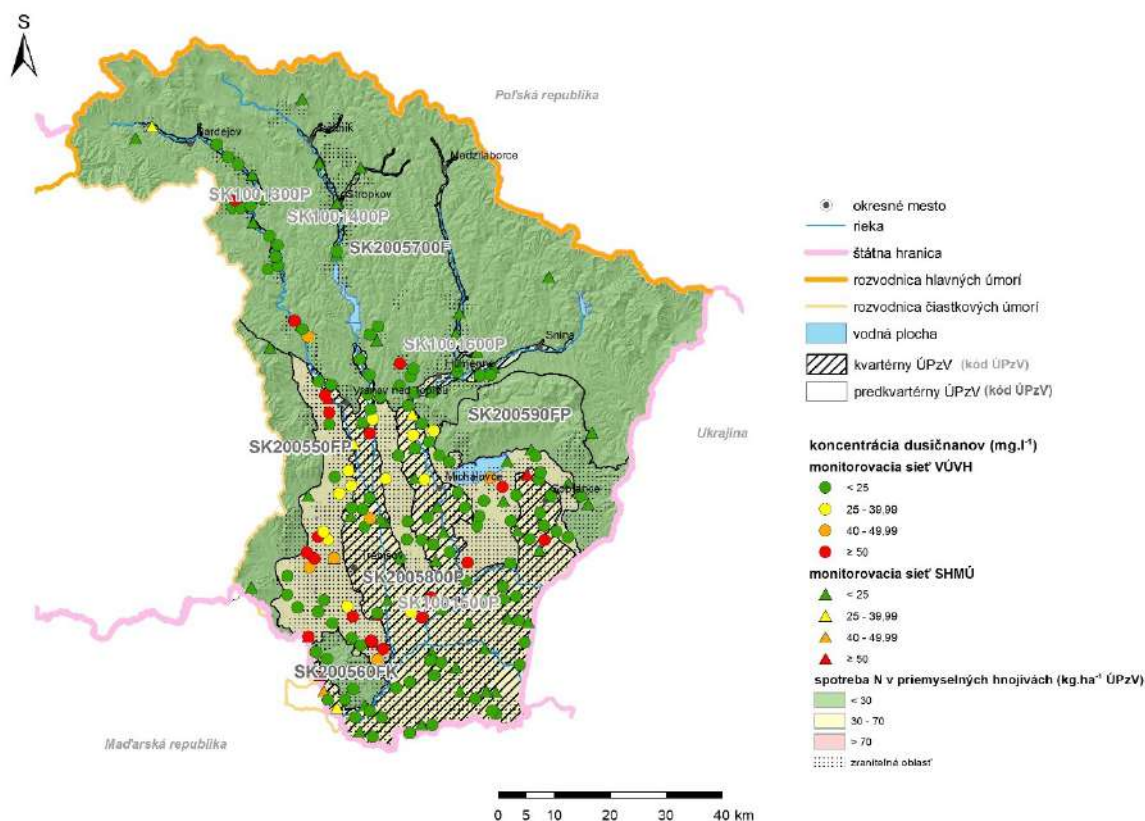 S
Poľská republika
Bardejov
Svidník
Medzilaborce
SK1001300P
Stropkov
SK1001400P
SK2005700F
SK1001600P
Snina
Humenné
Vranov nad Topľou
SK200590FP
SK200550FP
Ukrajina
Michalovce
Sobrance
Trebišov
SK2005800P
SK1001500P
SK200560FK
Maďarská republika
0 5 10 20 30 40 km
okresné mesto
rieka
štátna hranica
rozvodnica hlavných úmorí
rozvodnica čiastkových úmorí
vodná plocha
kvartérny ÚPzV (kód ÚPzV)
predkvartérny ÚPzV (kód ÚPzV)
koncentrácia dusičnanov (mg.l⁻¹)
monitorovacia sieť VÚVH
< 25
25 - 39,99
40 - 49,99
≥ 50
monitorovacia sieť SHMÚ
< 25
25 - 39,99
40 - 49,99
≥ 50
spotreba N v priemyselných hnojivách (kg.ha⁻¹ ÚPzV)
< 30
30 - 70
> 70
zraniteľná oblasť